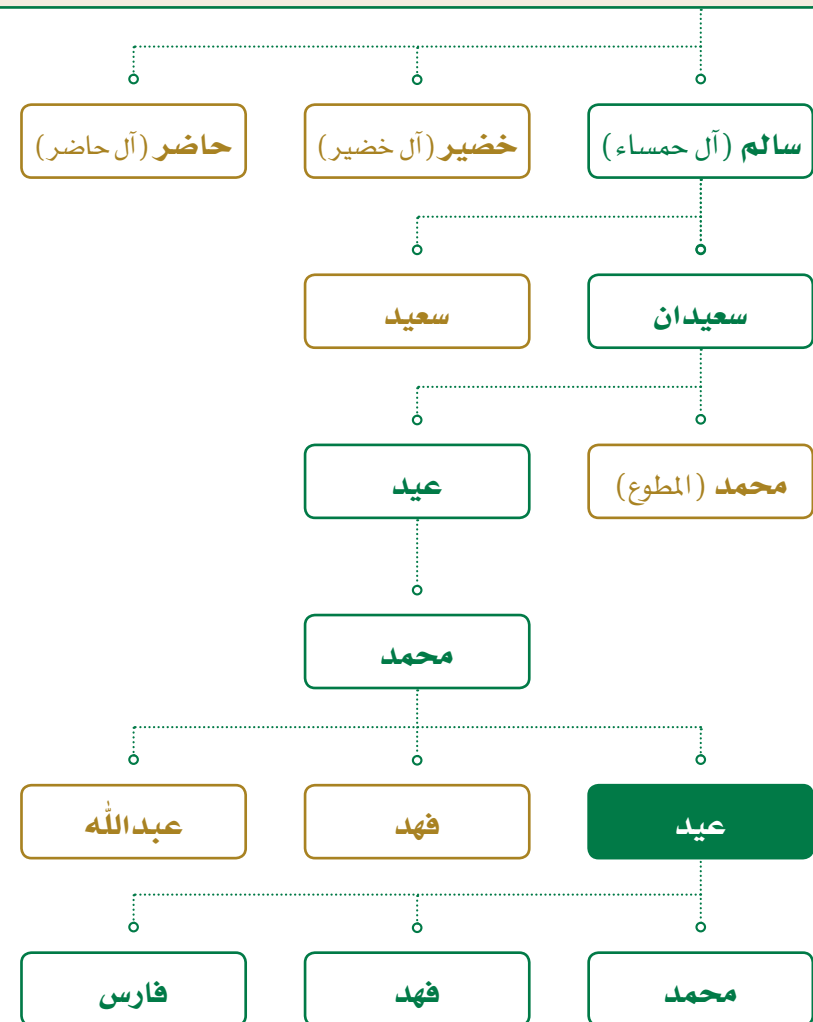 سالم (آل حمساء)
خضير (آل خضير)
حاضر (آل حاضر)
سعيدان
سعيد
محمد (المطوع)
عيد
محمد
عيد
فهد
عبدالله
محمد
فهد
فارس